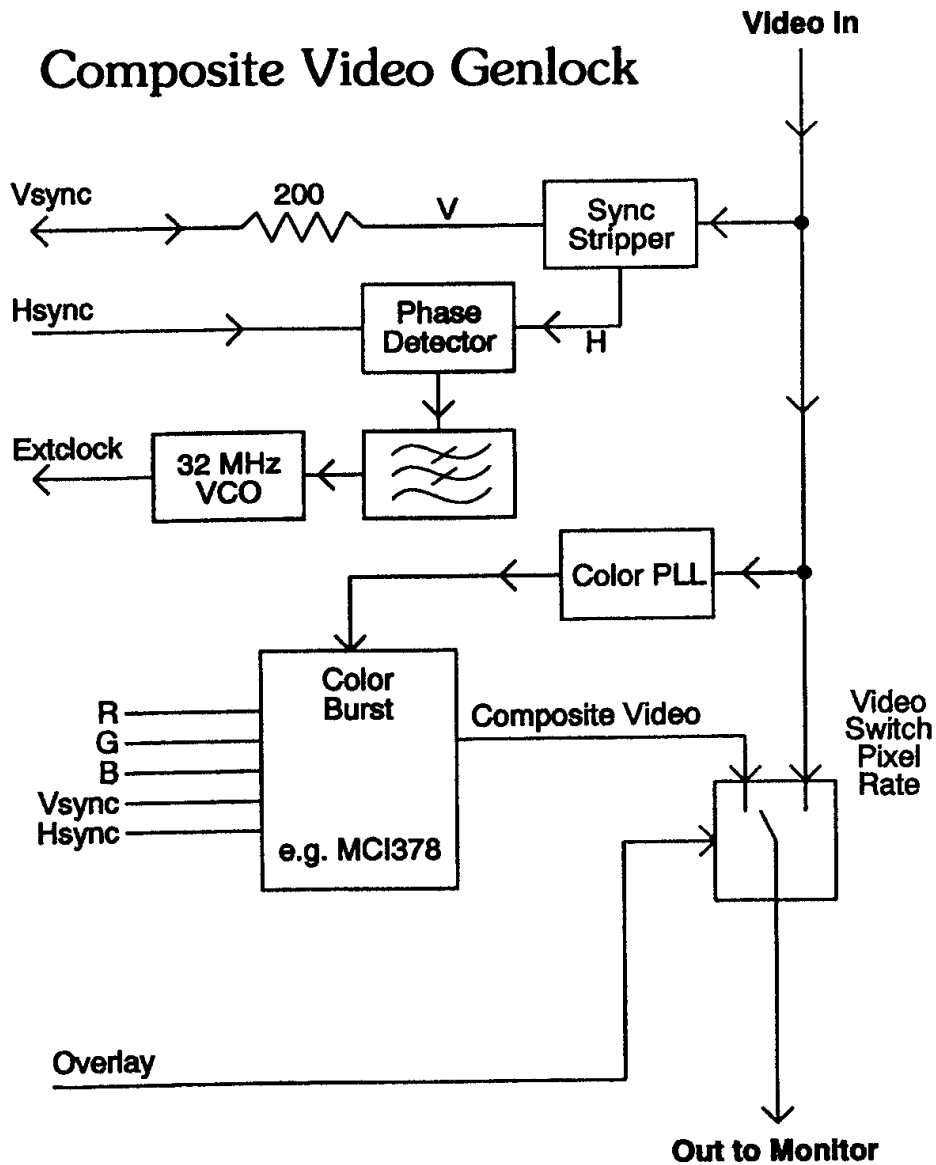 Video In
Composite Video Genlock
Vsync
200
V
Sync
Stripper
Hsync
Phase
Detector
H
Extclock
32 MHz
VCO
Color PLL
Color
Burst
R
G
B
Vsync
Hsync
e.g. MCI378
Composite Video
Video
Switch
Pixel
Rate
Overlay
Out to Monitor